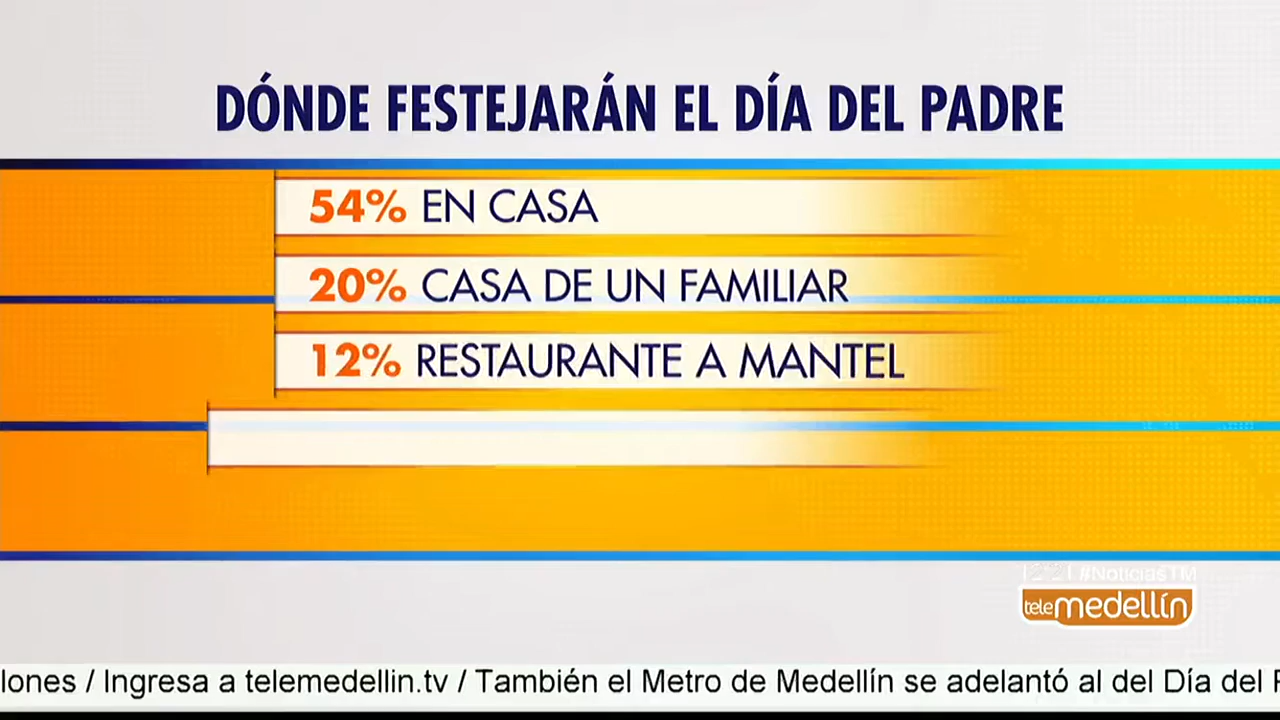 DÓNDE FESTEJARÁN EL DÍA DEL PADRE
54% EN CASA
20% CASA DE UN FAMILIAR
12% RESTAURANTE A MANTEL
#NoticiasTM
telemedellín
lones / Ingresa a telemedellin.tv / También el Metro de Medellín se adelantó al del Día del